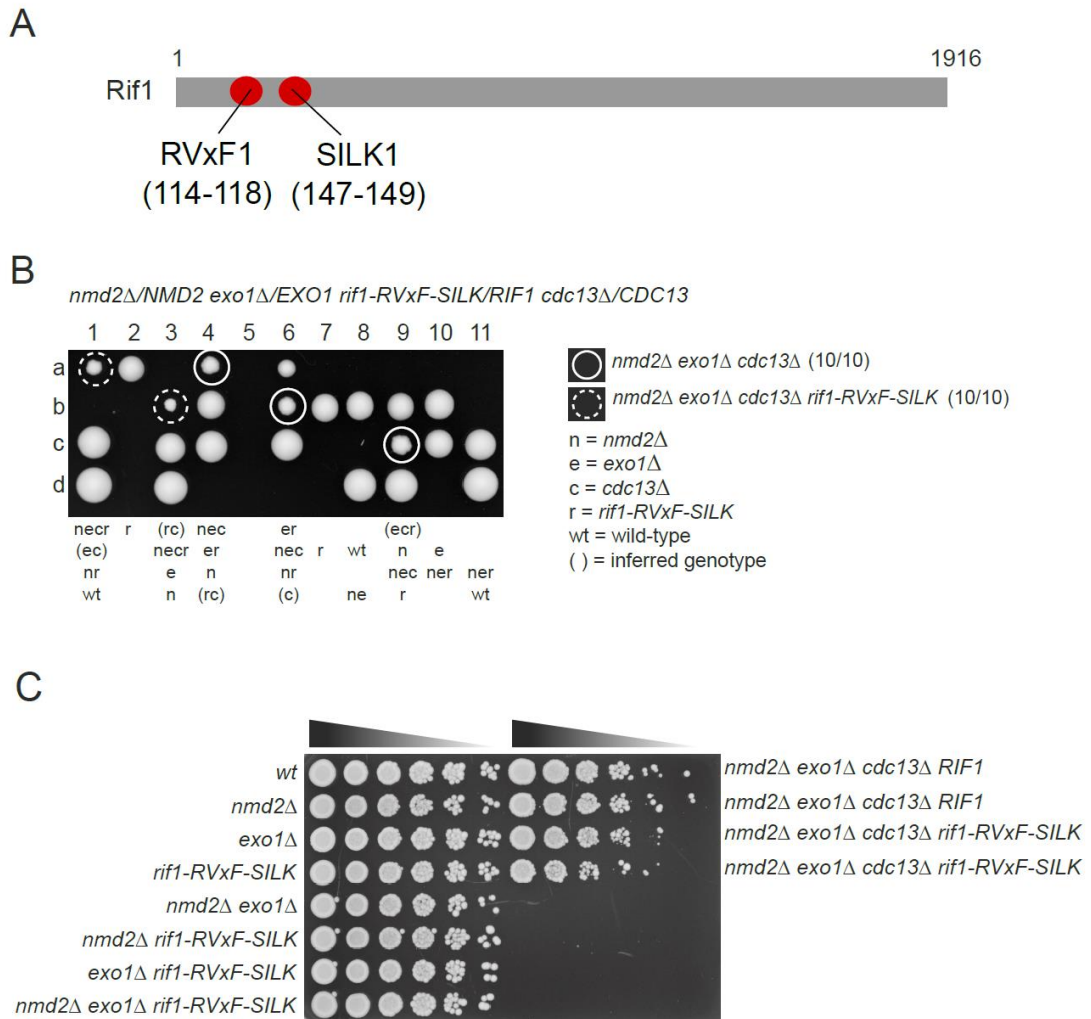 A
1 1916
Rif1
RVxF1 SILK1
(114-118) (147-149)
B
nmd2Δ/NMD2 exo1Δ/EXO1 rif1-RVxF-SILK/RIF1 cdc13Δ/CDC13
1 2 3 4 5 6 7 8 9 10 11
a
b
c
d
necr r (rc) nec er (ecr)
(ec) necr er nec r wt n e
nr e n nr nec ner ner
wt n (rc) (c) ne r wt
nmd2Δ exo1Δ cdc13Δ (10/10)
nmd2Δ exo1Δ cdc13Δ rif1-RVxF-SILK (10/10)
n = nmd2Δ
e = exo1Δ
c = cdc13Δ
r = rif1-RVxF-SILK
wt = wild-type
( ) = inferred genotype
C
wt
nmd2Δ
exo1Δ
rif1-RVxF-SILK
nmd2Δ exo1Δ
nmd2Δ rif1-RVxF-SILK
exo1Δ rif1-RVxF-SILK
nmd2Δ exo1Δ rif1-RVxF-SILK
nmd2Δ exo1Δ cdc13Δ RIF1
nmd2Δ exo1Δ cdc13Δ RIF1
nmd2Δ exo1Δ cdc13Δ rif1-RVxF-SILK
nmd2Δ exo1Δ cdc13Δ rif1-RVxF-SILK